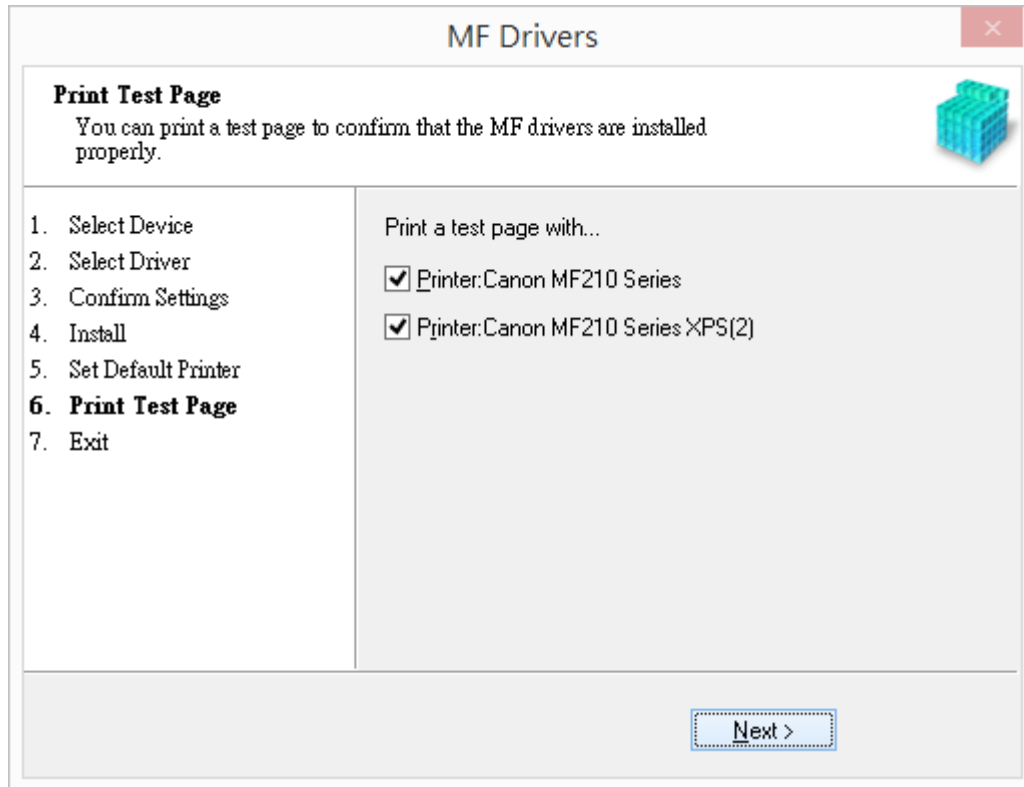 MF Drivers
Print Test Page
You can print a test page to confirm that the MF drivers are installed
properly.
1. Select Device
2. Select Driver
3. Confirm Settings
4. Install
5. Set Default Printer
6. Print Test Page
7. Exit
Print a test page with...
Printer:Canon MF210 Series
Printer:Canon MF210 Series XPS(2)
Next >